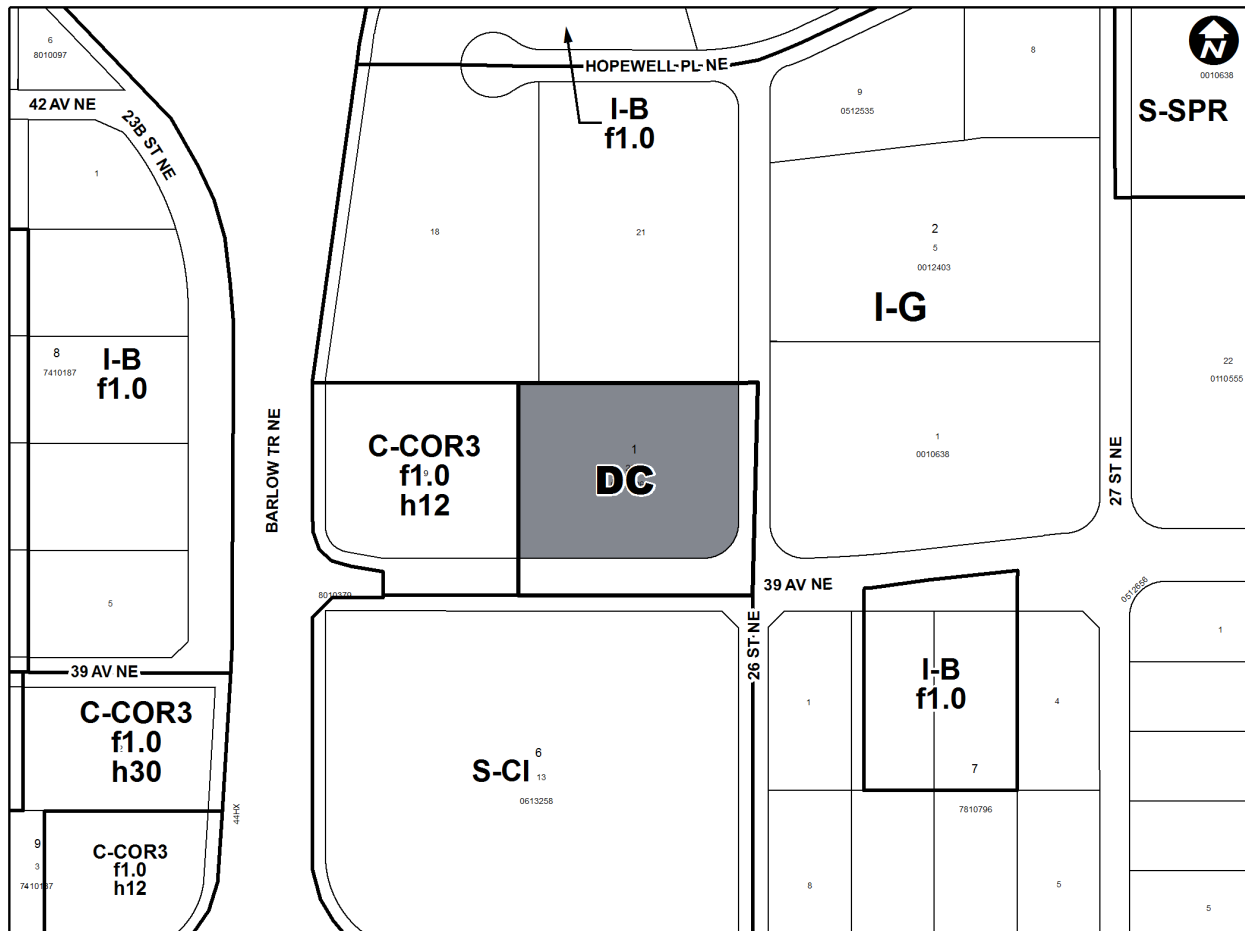 6
8010097
42 AV NE
23B ST NE
1
HOPEWELL PL NE
I-B
f1.0
8
9
0512535
N
0010638
S-SPR
18
21
2
5
0012403
I-G
8
7410187
I-B
f1.0
22
0110555
BARLOW TR NE
C-COR3
f1.0
9
h12
1
DC
1
0010638
27 ST NE
5
8010379
39 AV NE
26 ST NE
0512656
1
39 AV NE
C-COR3
f1.0
h30
44HX
S-CI
6
13
0613258
1
I-B
f1.0
4
7
7810796
9
3
7410187
C-COR3
f1.0
h12
8
5
5